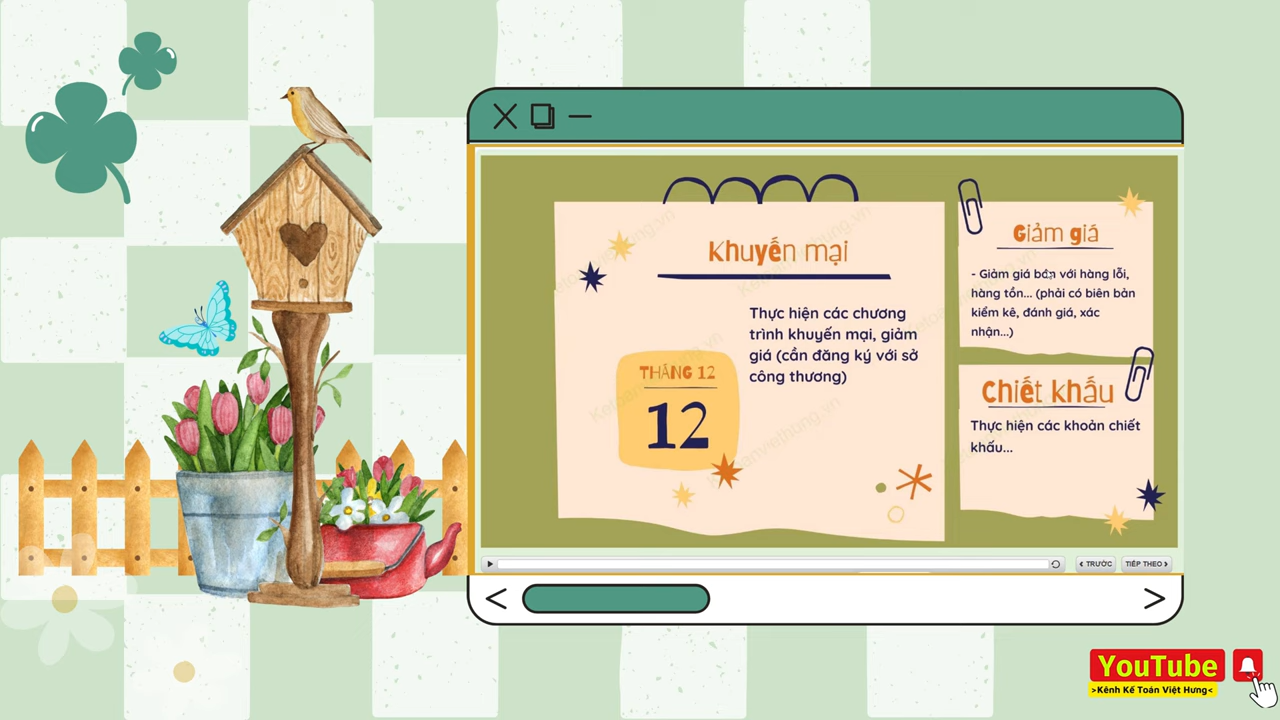 Khuyến mại
Thực hiện các chương
trình khuyến mại, giảm
giá (cần đăng ký với sở
công thương)
THÁNG 12
12
Giảm giá
- Giảm giá bán với hàng lỗi,
hàng tồn... (phải có biên bản
kiểm kê, đánh giá, xác
nhận...)
Chiết khấu
Thực hiện các khoản chiết
khấu...
TRƯỚC
TIẾP THEO
YouTube
>Kênh Kế Toán Việt Hưng<